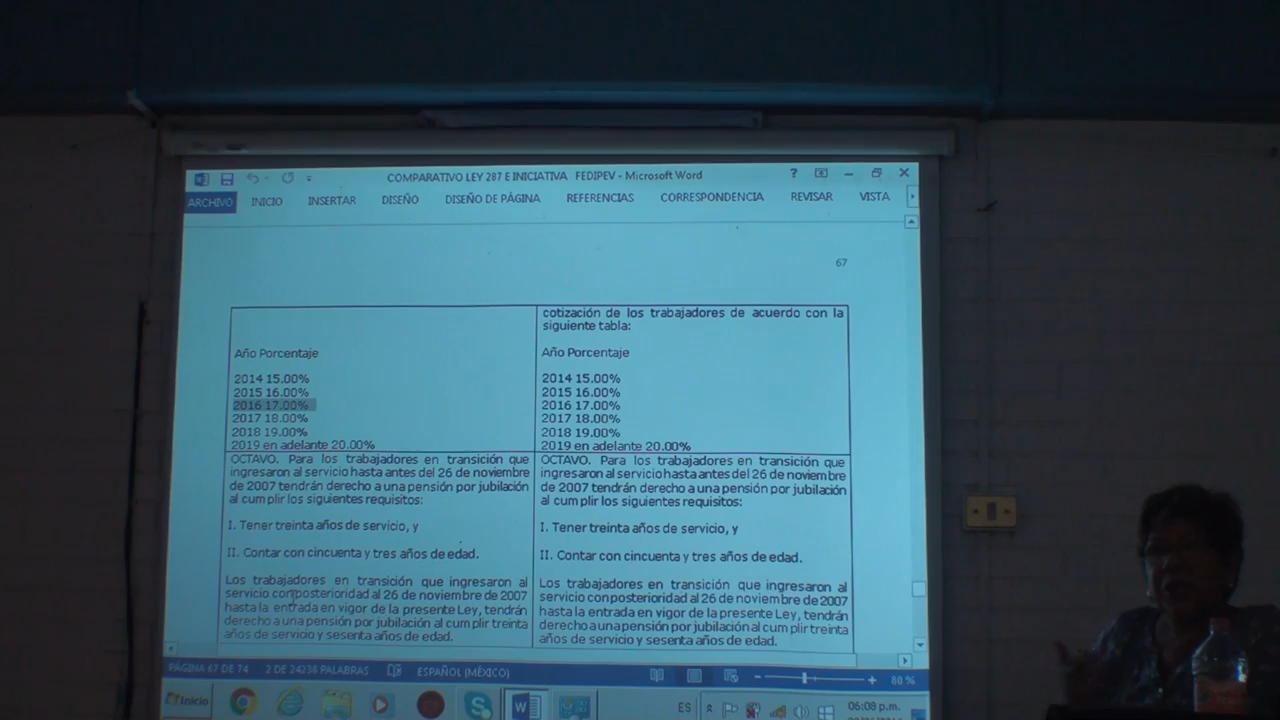 COMPARATIVO LEY 287 E INICIATIVA FEDIPEV - Microsoft Word
ARCHIVO INICIO INSERTAR DISEÑO DISEÑO DE PÁGINA REFERENCIAS CORRESPONDENCIA REVISAR VISTA
67
Año Porcentaje
2014 15.00%
2015 16.00%
2016 17.00%
2017 18.00%
2018 19.00%
2019 en adelante 20.00%
OCTAVO. Para los trabajadores en transición que
ingresaron al servicio hasta antes del 26 de noviembre
de 2007 tendrán derecho a una pensión por jubilación
al cumplir los siguientes requisitos:
I. Tener treinta años de servicio, y
II. Contar con cincuenta y tres años de edad.
Los trabajadores en transición que ingresaron al
servicio con posterioridad al 26 de noviembre de 2007
hasta la entrada en vigor de la presente Ley, tendrán
derecho a una pensión por jubilación al cumplir treinta
años de servicio y sesenta años de edad.
cotización de los trabajadores de acuerdo con la
siguiente tabla:
Año Porcentaje
2014 15.00%
2015 16.00%
2016 17.00%
2017 18.00%
2018 19.00%
2019 en adelante 20.00%
OCTAVO. Para los trabajadores en transición que
ingresaron al servicio hasta antes del 26 de noviembre
de 2007 tendrán derecho a una pensión por jubilación
al cumplir los siguientes requisitos:
I. Tener treinta años de servicio, y
II. Contar con cincuenta y tres años de edad.
Los trabajadores en transición que ingresaron al
servicio con posterioridad al 26 de noviembre de 2007
hasta la entrada en vigor de la presente Ley, tendrán
derecho a una pensión por jubilación al cumplir treinta
años de servicio y sesenta años de edad.
PÁGINA 67 DE 74 2 DE 24238 PALABRAS ESPAÑOL (MÉXICO) 80 %
Inicio ES 06:08 p.m.